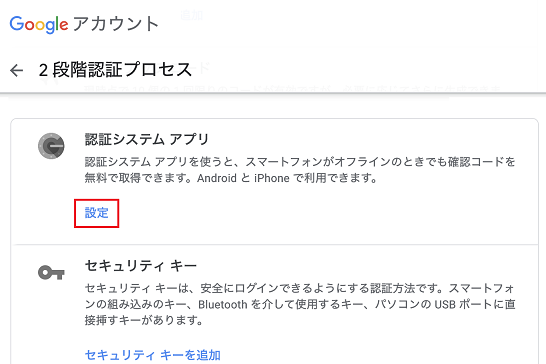 Google アカウント
← 2 段階認証プロセス
認証システム アプリ
認証システム アプリを使うと、スマートフォンがオフラインのときでも確認コードを
無料で取得できます。Android と iPhone で利用できます。
設定
セキュリティ キー
セキュリティ キーは、安全にログインできるようにする認証方法です。スマートフォ
ンの組み込みのキー、Bluetooth を介して使用するキー、パソコンの USB ポートに直
接挿すキーがあります。
セキュリティ キーを追加